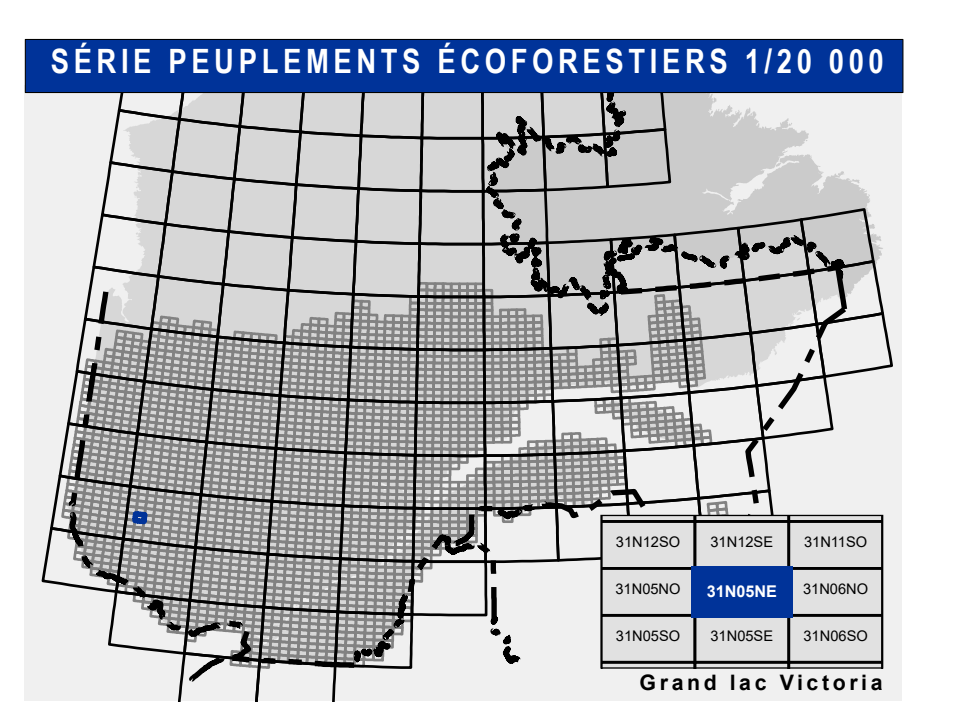 SÉRIE PEUPLEMENTS ÉCOFORESTIERS 1/20 000
31N12SO 31N12SE 31N11SO
31N05NO 31N05NE 31N06NO
31N05SO 31N05SE 31N06SO
Grand lac Victoria